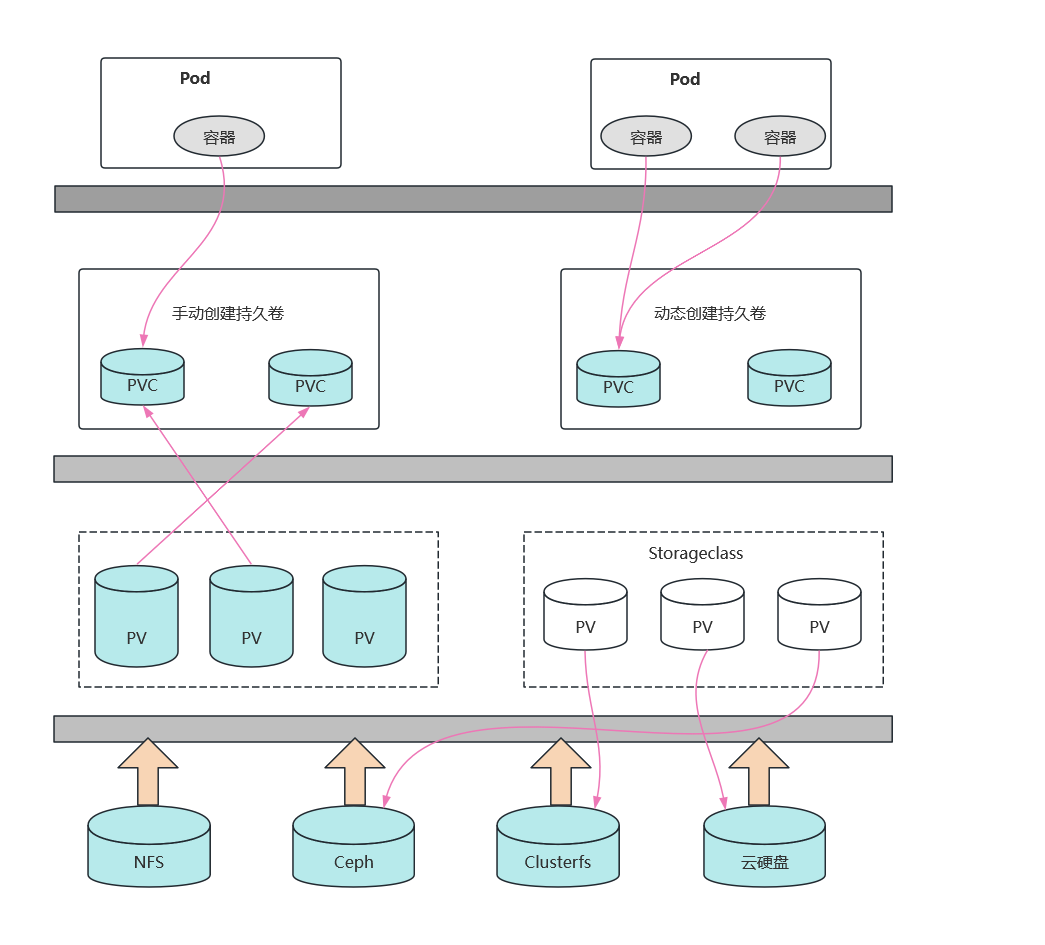 Pod
Pod
容器
容器
容器
手动创建持久卷
动态创建持久卷
PVC
PVC
PVC
PVC
Storageclass
PV
PV
PV
PV
PV
PV
NFS
Ceph
Clusterfs
云硬盘